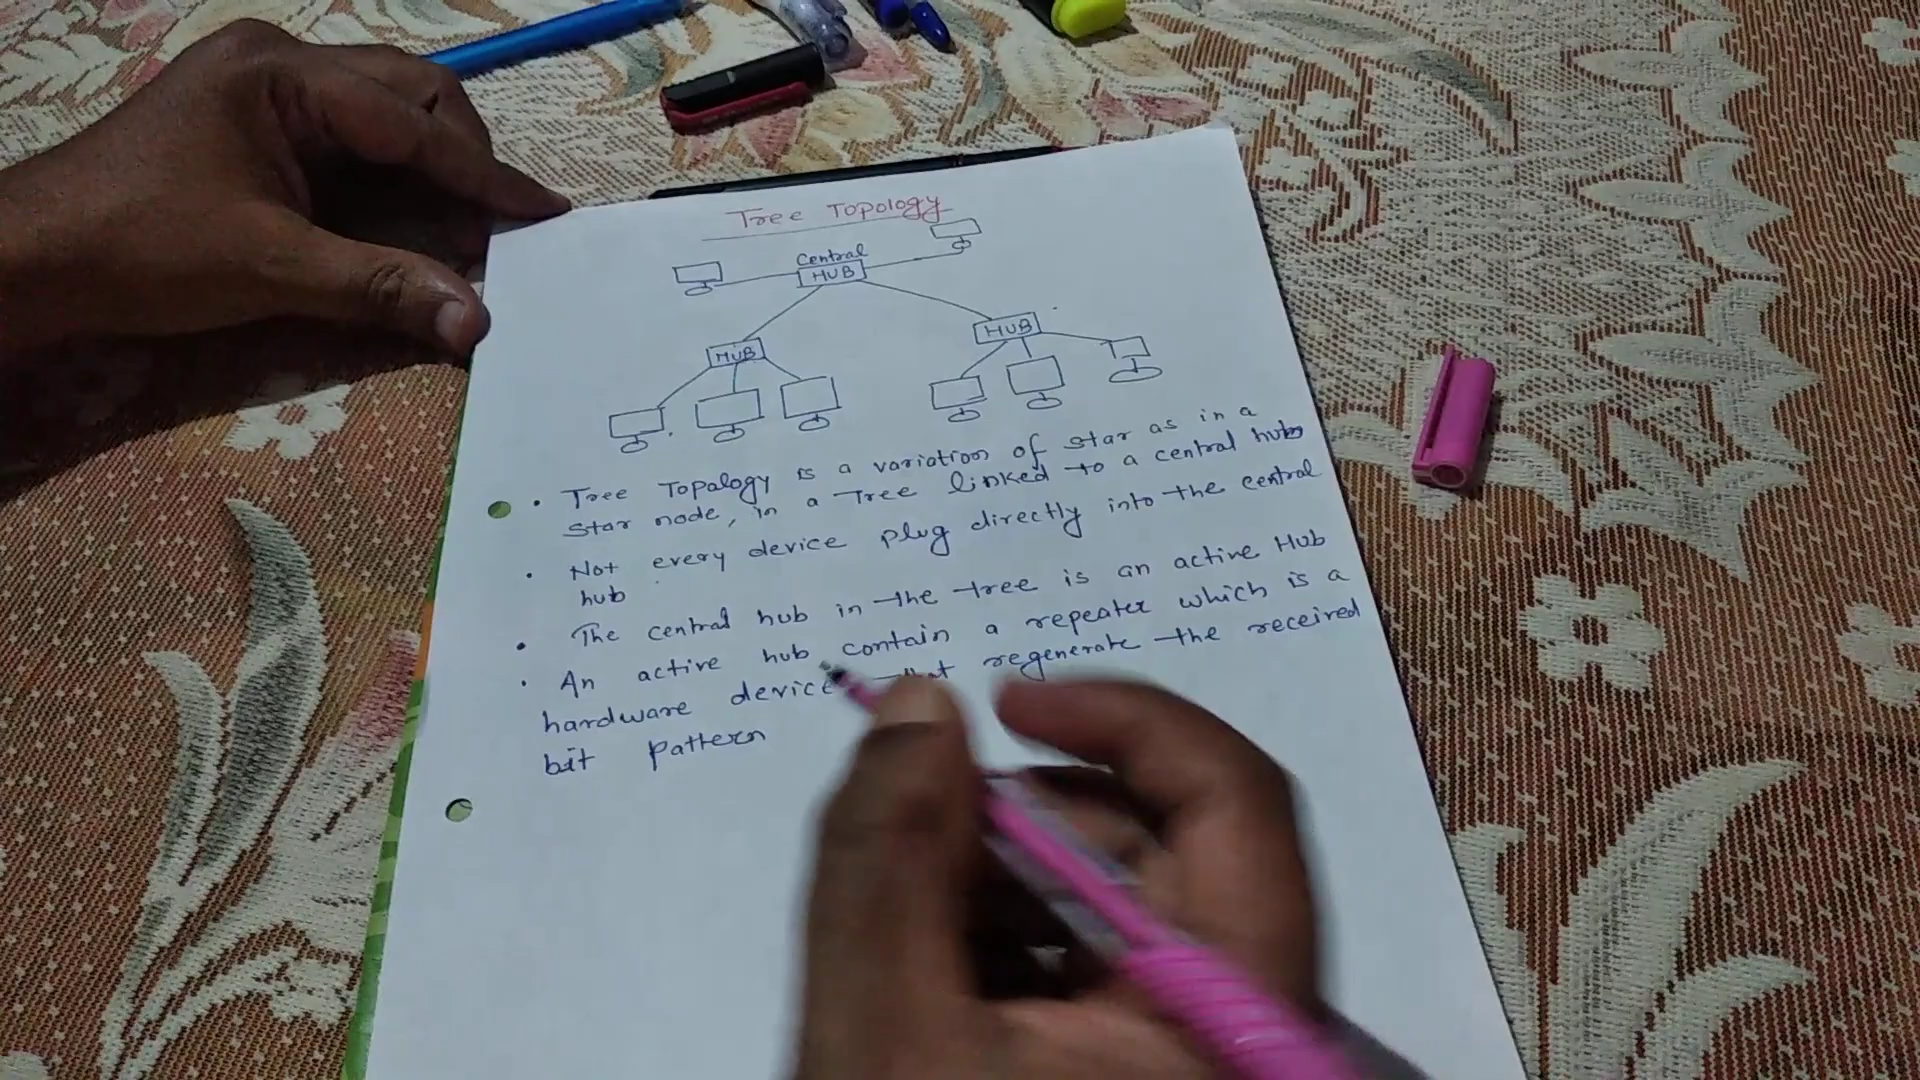 Tree Topology
Central
HUB
HUB
HUB
• Tree Topalogy is a variation of star as in a
star node, in a Tree linked to a central hub
• Not every device plug directly into the central
hub
• The central hub in the tree is an active Hub
• An active hub contain a repeater which is a
hardware device that regenerate the received
bit pattern